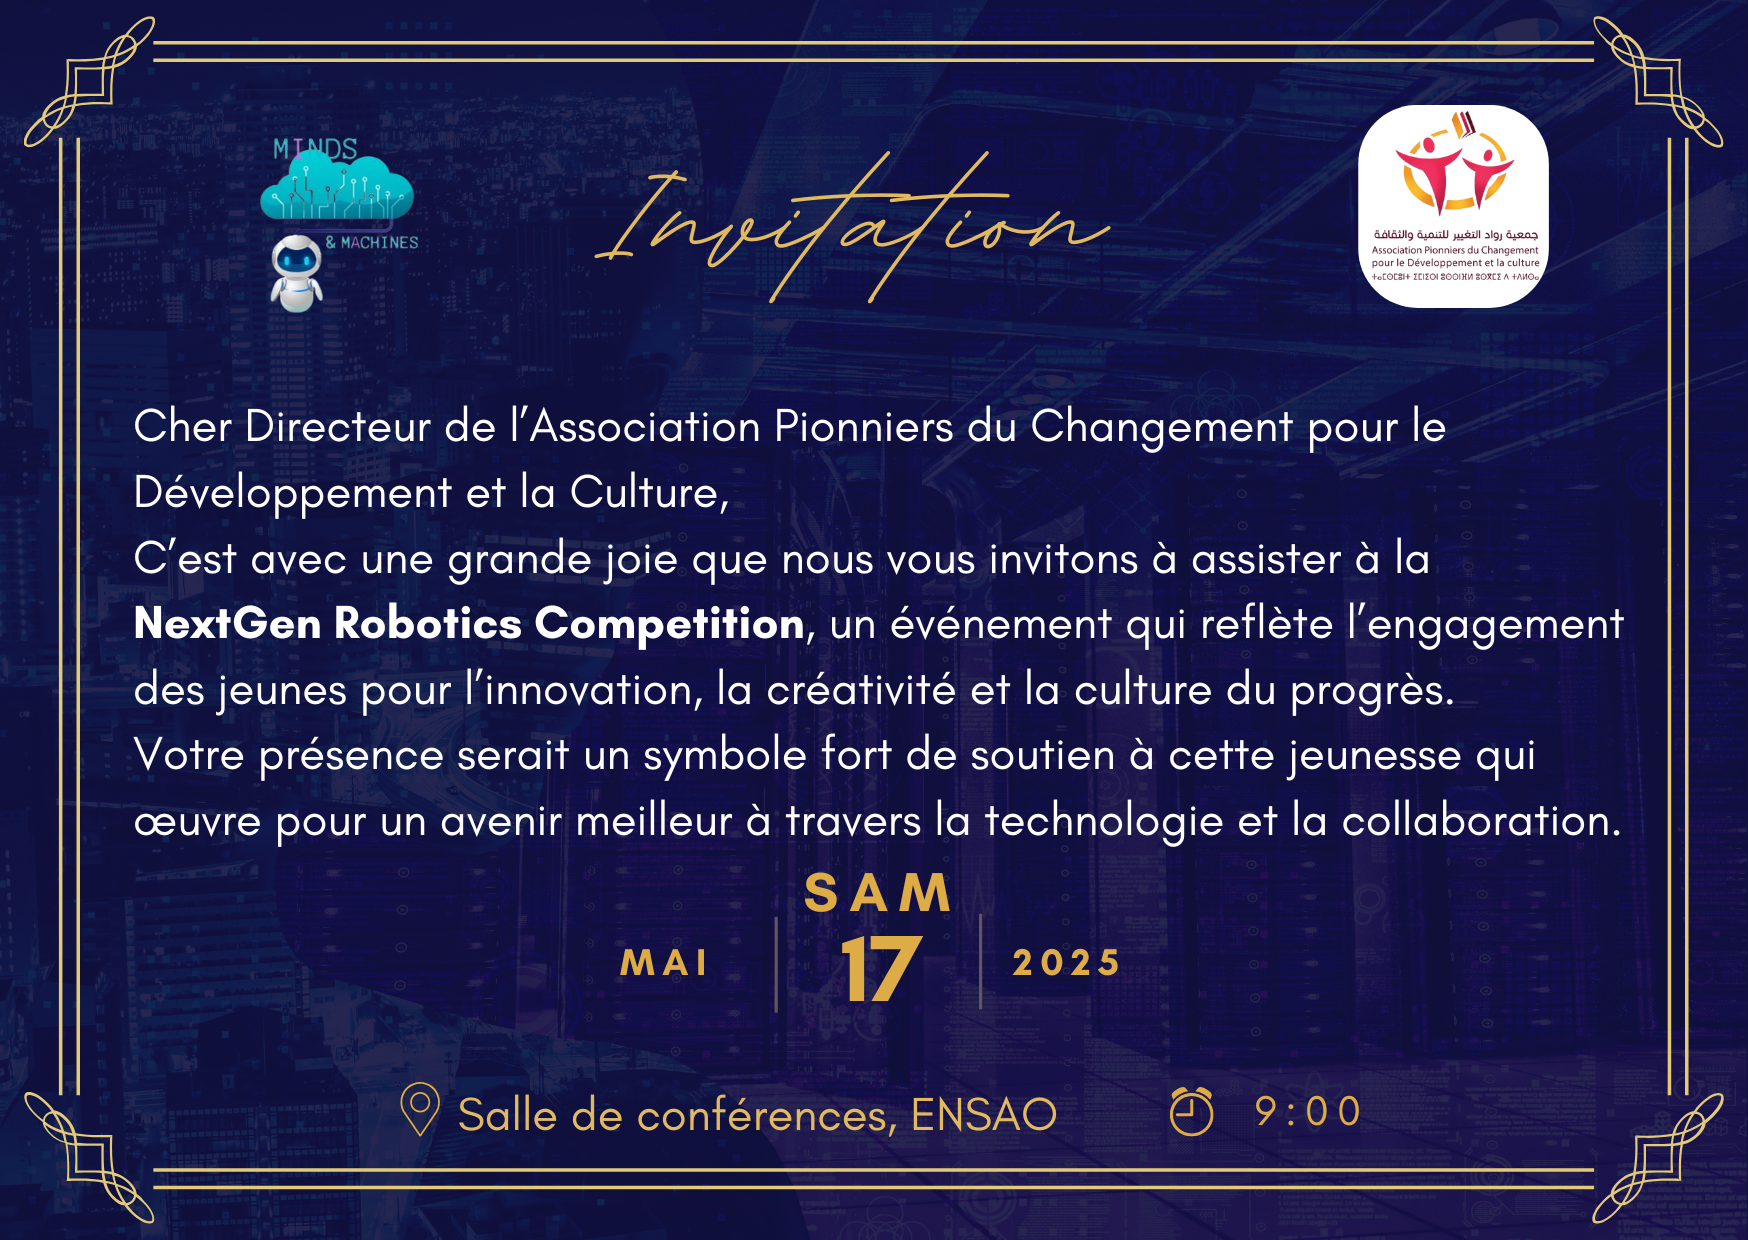 MINDS
& MACHINES
Invitation
جمعية رواد التغيير للتنمية والثقافة
Association Pionniers du Changement
pour le Développement et la culture
Cher Directeur de l’Association Pionniers du Changement pour le
Développement et la Culture,
C’est avec une grande joie que nous vous invitons à assister à la
NextGen Robotics Competition, un événement qui reflète l’engagement
des jeunes pour l’innovation, la créativité et la culture du progrès.
Votre présence serait un symbole fort de soutien à cette jeunesse qui
œuvre pour un avenir meilleur à travers la technologie et la collaboration.
SAM
MAI 17 2025
Salle de conférences, ENSAO 9:00